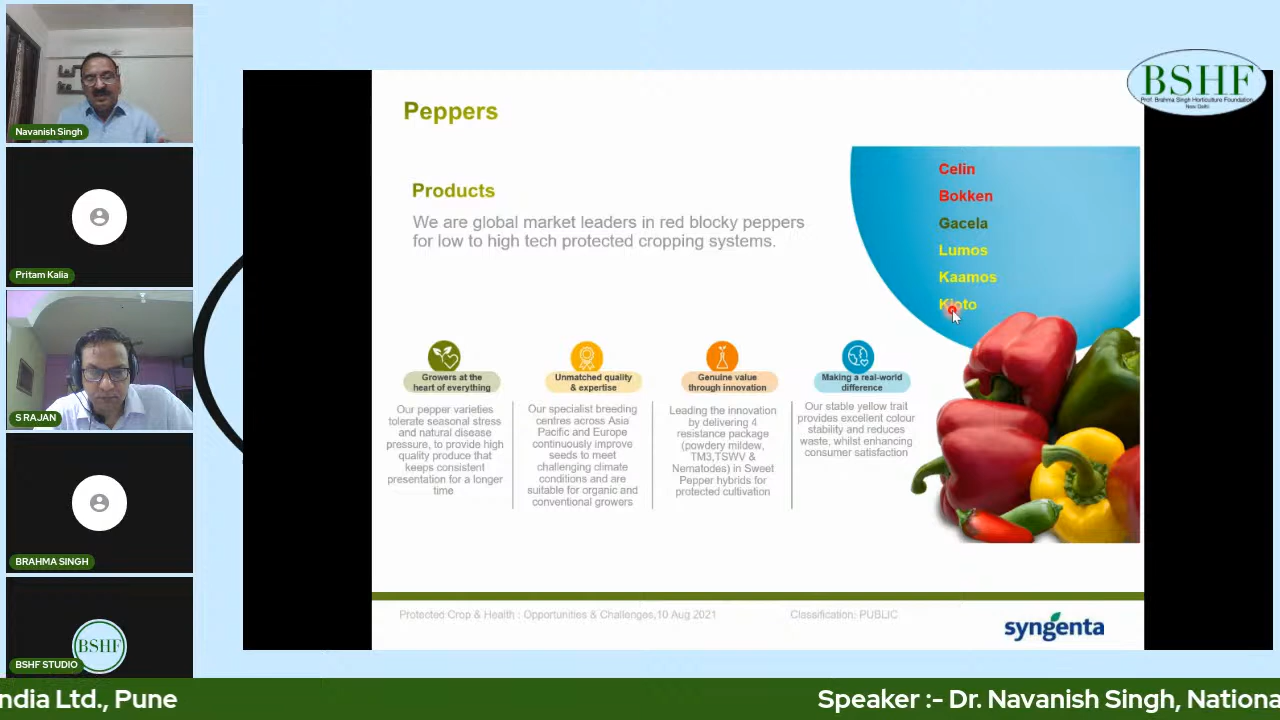 Navanish Singh
Pritam Kalia
S RAJAN
BRAHMA SINGH
BSHF
BSHF STUDIO
BSHF
Prof. Brahma Singh Horticulture Foundation
New Delhi
Peppers
Products
We are global market leaders in red blocky peppers
for low to high tech protected cropping systems.
Celin
Bokken
Gacela
Lumos
Kaamos
Growers at the
heart of everything
Our pepper varieties
tolerate seasonal stress
and natural disease
pressure, to provide high
quality produce that
keeps consistent
presentation for a longer
time
Unmatched quality
& expertise
Our specialist breeding
centres across Asia
Pacific and Europe
continuously improve
seeds to meet
challenging climate
conditions and are
suitable for organic and
conventional growers
Genuine value
through innovation
Leading the innovation
by delivering 4
resistance package
(powdery mildew,
TM3,TSWV &
Nematodes) in Sweet
Pepper hybrids for
protected cultivation
Making a real-world
difference
Our stable yellow trait
provides excellent colour
stability and reduces
waste, whilst enhancing
consumer satisfaction
Protected Crop & Health : Opportunities & Challenges,10 Aug 2021
Classification: PUBLIC
syngenta
ndia Ltd., Pune
Speaker :- Dr. Navanish Singh, Nationa